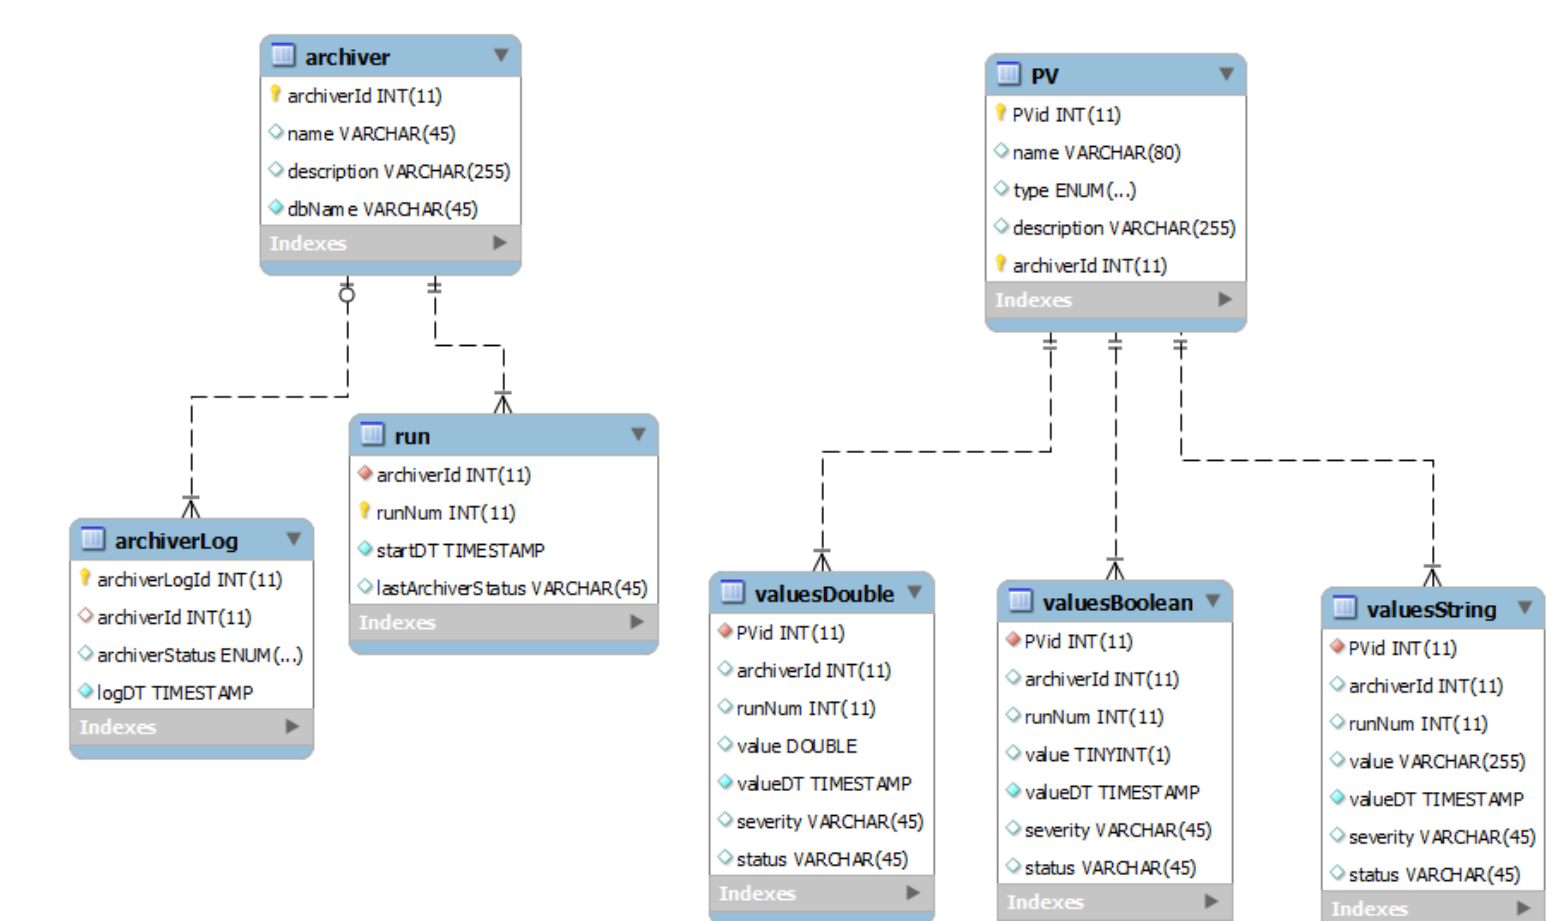 archiver
archiverId INT(11)
name VARCHAR(45)
description VARCHAR(255)
dbName VARCHAR(45)
Indexes
PV
PVid INT(11)
name VARCHAR(80)
type ENUM(...)
description VARCHAR(255)
archiverId INT(11)
Indexes
run
archiverId INT(11)
runNum INT(11)
startDT TIMESTAMP
lastArchiverStatus VARCHAR(45)
Indexes
archiverLog
archiverLogId INT(11)
archiverId INT(11)
archiverStatus ENUM(...)
logDT TIMESTAMP
Indexes
valuesDouble
PVid INT(11)
archiverId INT(11)
runNum INT(11)
value DOUBLE
valueDT TIMESTAMP
severity VARCHAR(45)
status VARCHAR(45)
Indexes
valuesBoolean
PVid INT(11)
archiverId INT(11)
runNum INT(11)
value TINYINT(1)
valueDT TIMESTAMP
severity VARCHAR(45)
status VARCHAR(45)
Indexes
valuesString
PVid INT(11)
archiverId INT(11)
runNum INT(11)
value VARCHAR(255)
valueDT TIMESTAMP
severity VARCHAR(45)
status VARCHAR(45)
Indexes